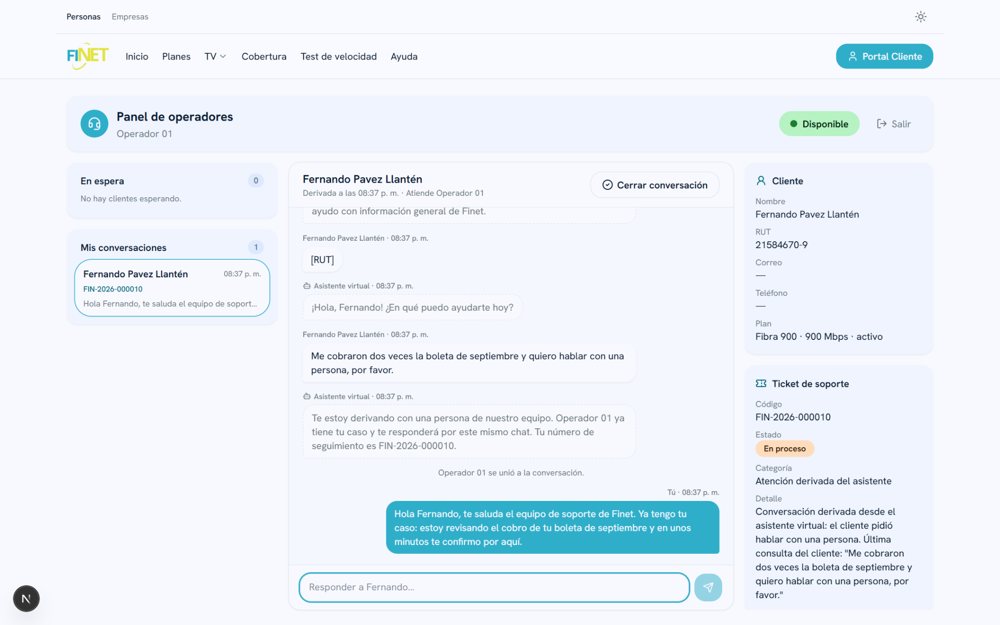 Personas Empresas
FINET Inicio Planes TV Cobertura Test de velocidad Ayuda Portal Cliente
Panel de operadores
Operador 01
Disponible Salir
En espera 0
No hay clientes esperando.
Mis conversaciones 1
Fernando Pavez Llantén 08:37 p. m.
FIN-2026-000010
Hola Fernando, te saluda el equipo de soport...
Fernando Pavez Llantén
Derivada a las 08:37 p. m. · Atiende Operador 01
Cerrar conversación
ayudo con información general de Finet.
Fernando Pavez Llantén · 08:37 p. m.
[RUT]
Asistente virtual · 08:37 p. m.
¡Hola, Fernando! ¿En qué puedo ayudarte hoy?
Fernando Pavez Llantén · 08:37 p. m.
Me cobraron dos veces la boleta de septiembre y quiero hablar con una
persona, por favor.
Asistente virtual · 08:37 p. m.
Te estoy derivando con una persona de nuestro equipo. Operador 01 ya
tiene tu caso y te responderá por este mismo chat. Tu número de
seguimiento es FIN-2026-000010.
Operador 01 se unió a la conversación.
Tú · 08:37 p. m.
Hola Fernando, te saluda el equipo de soporte de Finet. Ya tengo tu
caso: estoy revisando el cobro de tu boleta de septiembre y en unos
minutos te confirmo por aquí.
Responder a Fernando...
Cliente
Nombre
Fernando Pavez Llantén
RUT
21584670-9
Correo
—
Teléfono
—
Plan
Fibra 900 · 900 Mbps · activo
Ticket de soporte
Código
FIN-2026-000010
Estado
En proceso
Categoría
Atención derivada del asistente
Detalle
Conversación derivada desde el
asistente virtual: el cliente pidió
hablar con una persona. Última
consulta del cliente: "Me cobraron
dos veces la boleta de septiembre y
quiero hablar con una persona, por
favor."
N